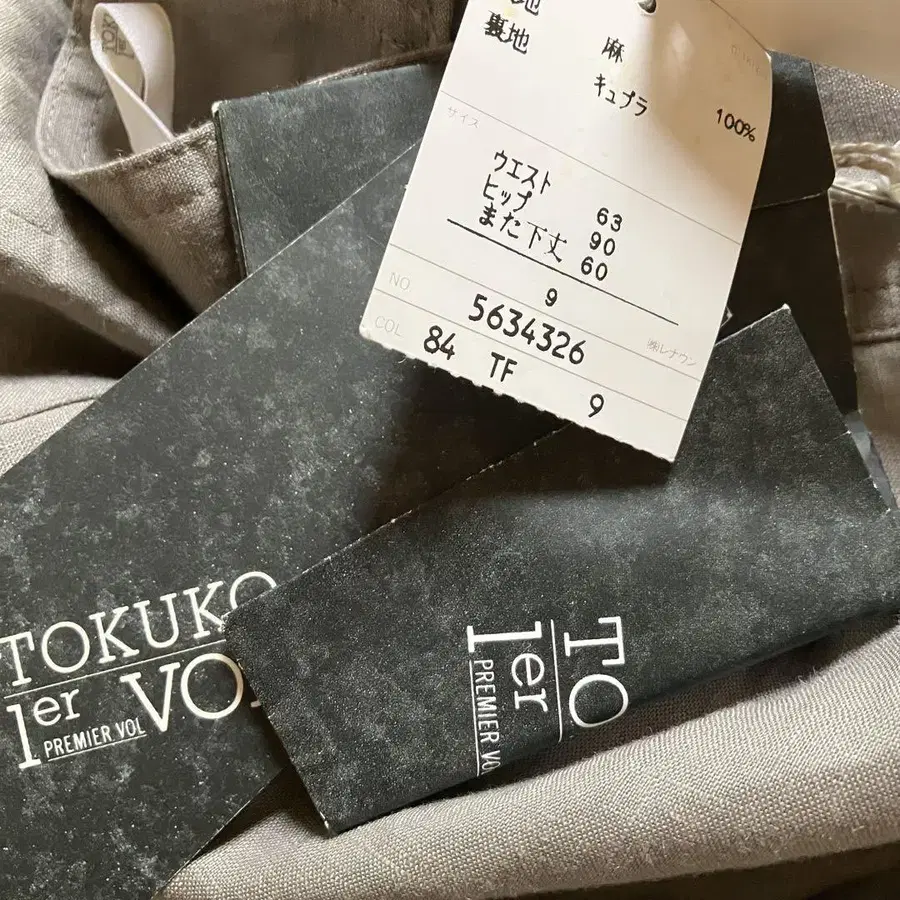 地
裏地
麻
キュプラ
100%
サイズ
ウエスト 63
ヒップ 90
また下丈 60
9
NO 5634326
㈱レナウン
COL 84 TF 9
TOKUKO
1er VO
PREMIER VOL
TO
1er
PREMIER VO